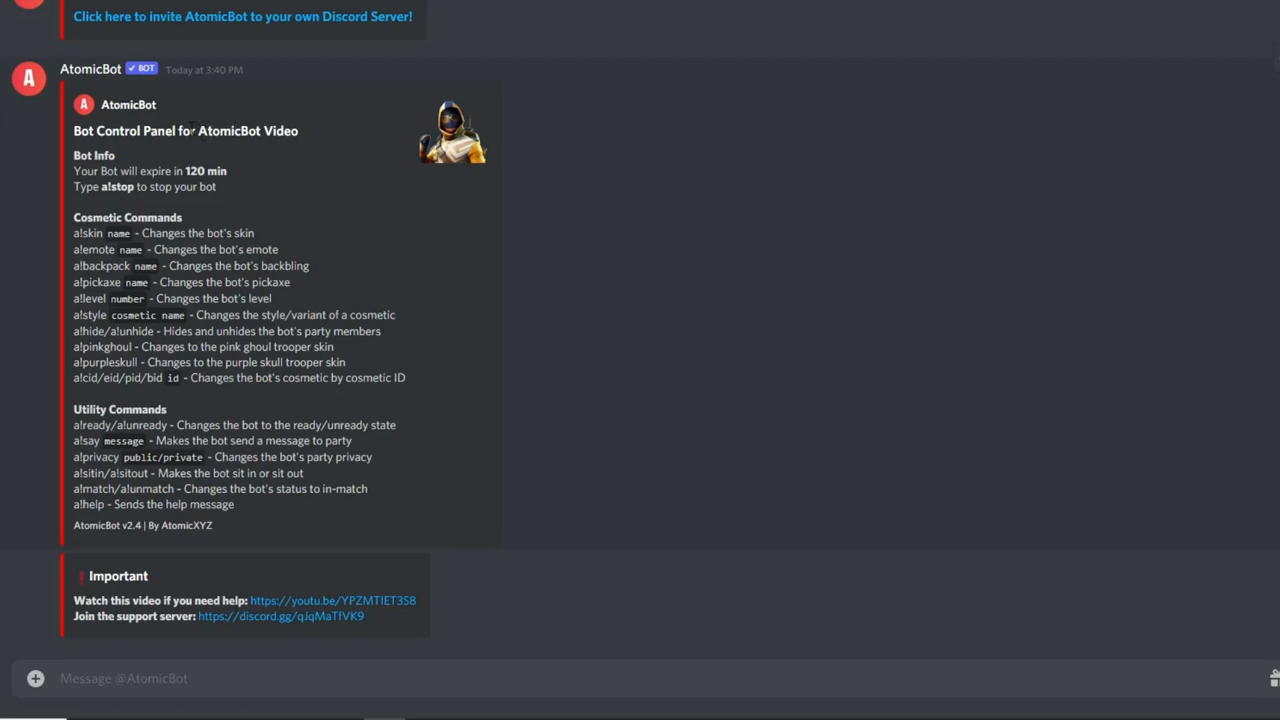 Click here to invite AtomicBot to your own Discord Server!
AtomicBot ✓ BOT Today at 3:40 PM
A
A AtomicBot
Bot Control Panel for AtomicBot Video
Bot Info
Your Bot will expire in 120 min
Type a!stop to stop your bot
Cosmetic Commands
a!skin name - Changes the bot's skin
a!emote name - Changes the bot's emote
a!backpack name - Changes the bot's backbling
a!pickaxe name - Changes the bot's pickaxe
a!level number - Changes the bot's level
a!style cosmetic name - Changes the style/variant of a cosmetic
a!hide/a!unhide - Hides and unhides the bot's party members
a!pinkghoul - Changes to the pink ghoul trooper skin
a!purpleskull - Changes to the purple skull trooper skin
a!cid/eid/pid/bid id - Changes the bot's cosmetic by cosmetic ID
Utility Commands
a!ready/a!unready - Changes the bot to the ready/unready state
a!say message - Makes the bot send a message to party
a!privacy public/private - Changes the bot's party privacy
a!sitin/a!sitout - Makes the bot sit in or sit out
a!match/a!unmatch - Changes the bot's status to in-match
a!help - Sends the help message
AtomicBot v2.4 | By AtomicXYZ
❗ Important
Watch this video if you need help: https://youtu.be/YPZMTIET3S8
Join the support server: https://discord.gg/qJqMaTfVK9
Message @AtomicBot